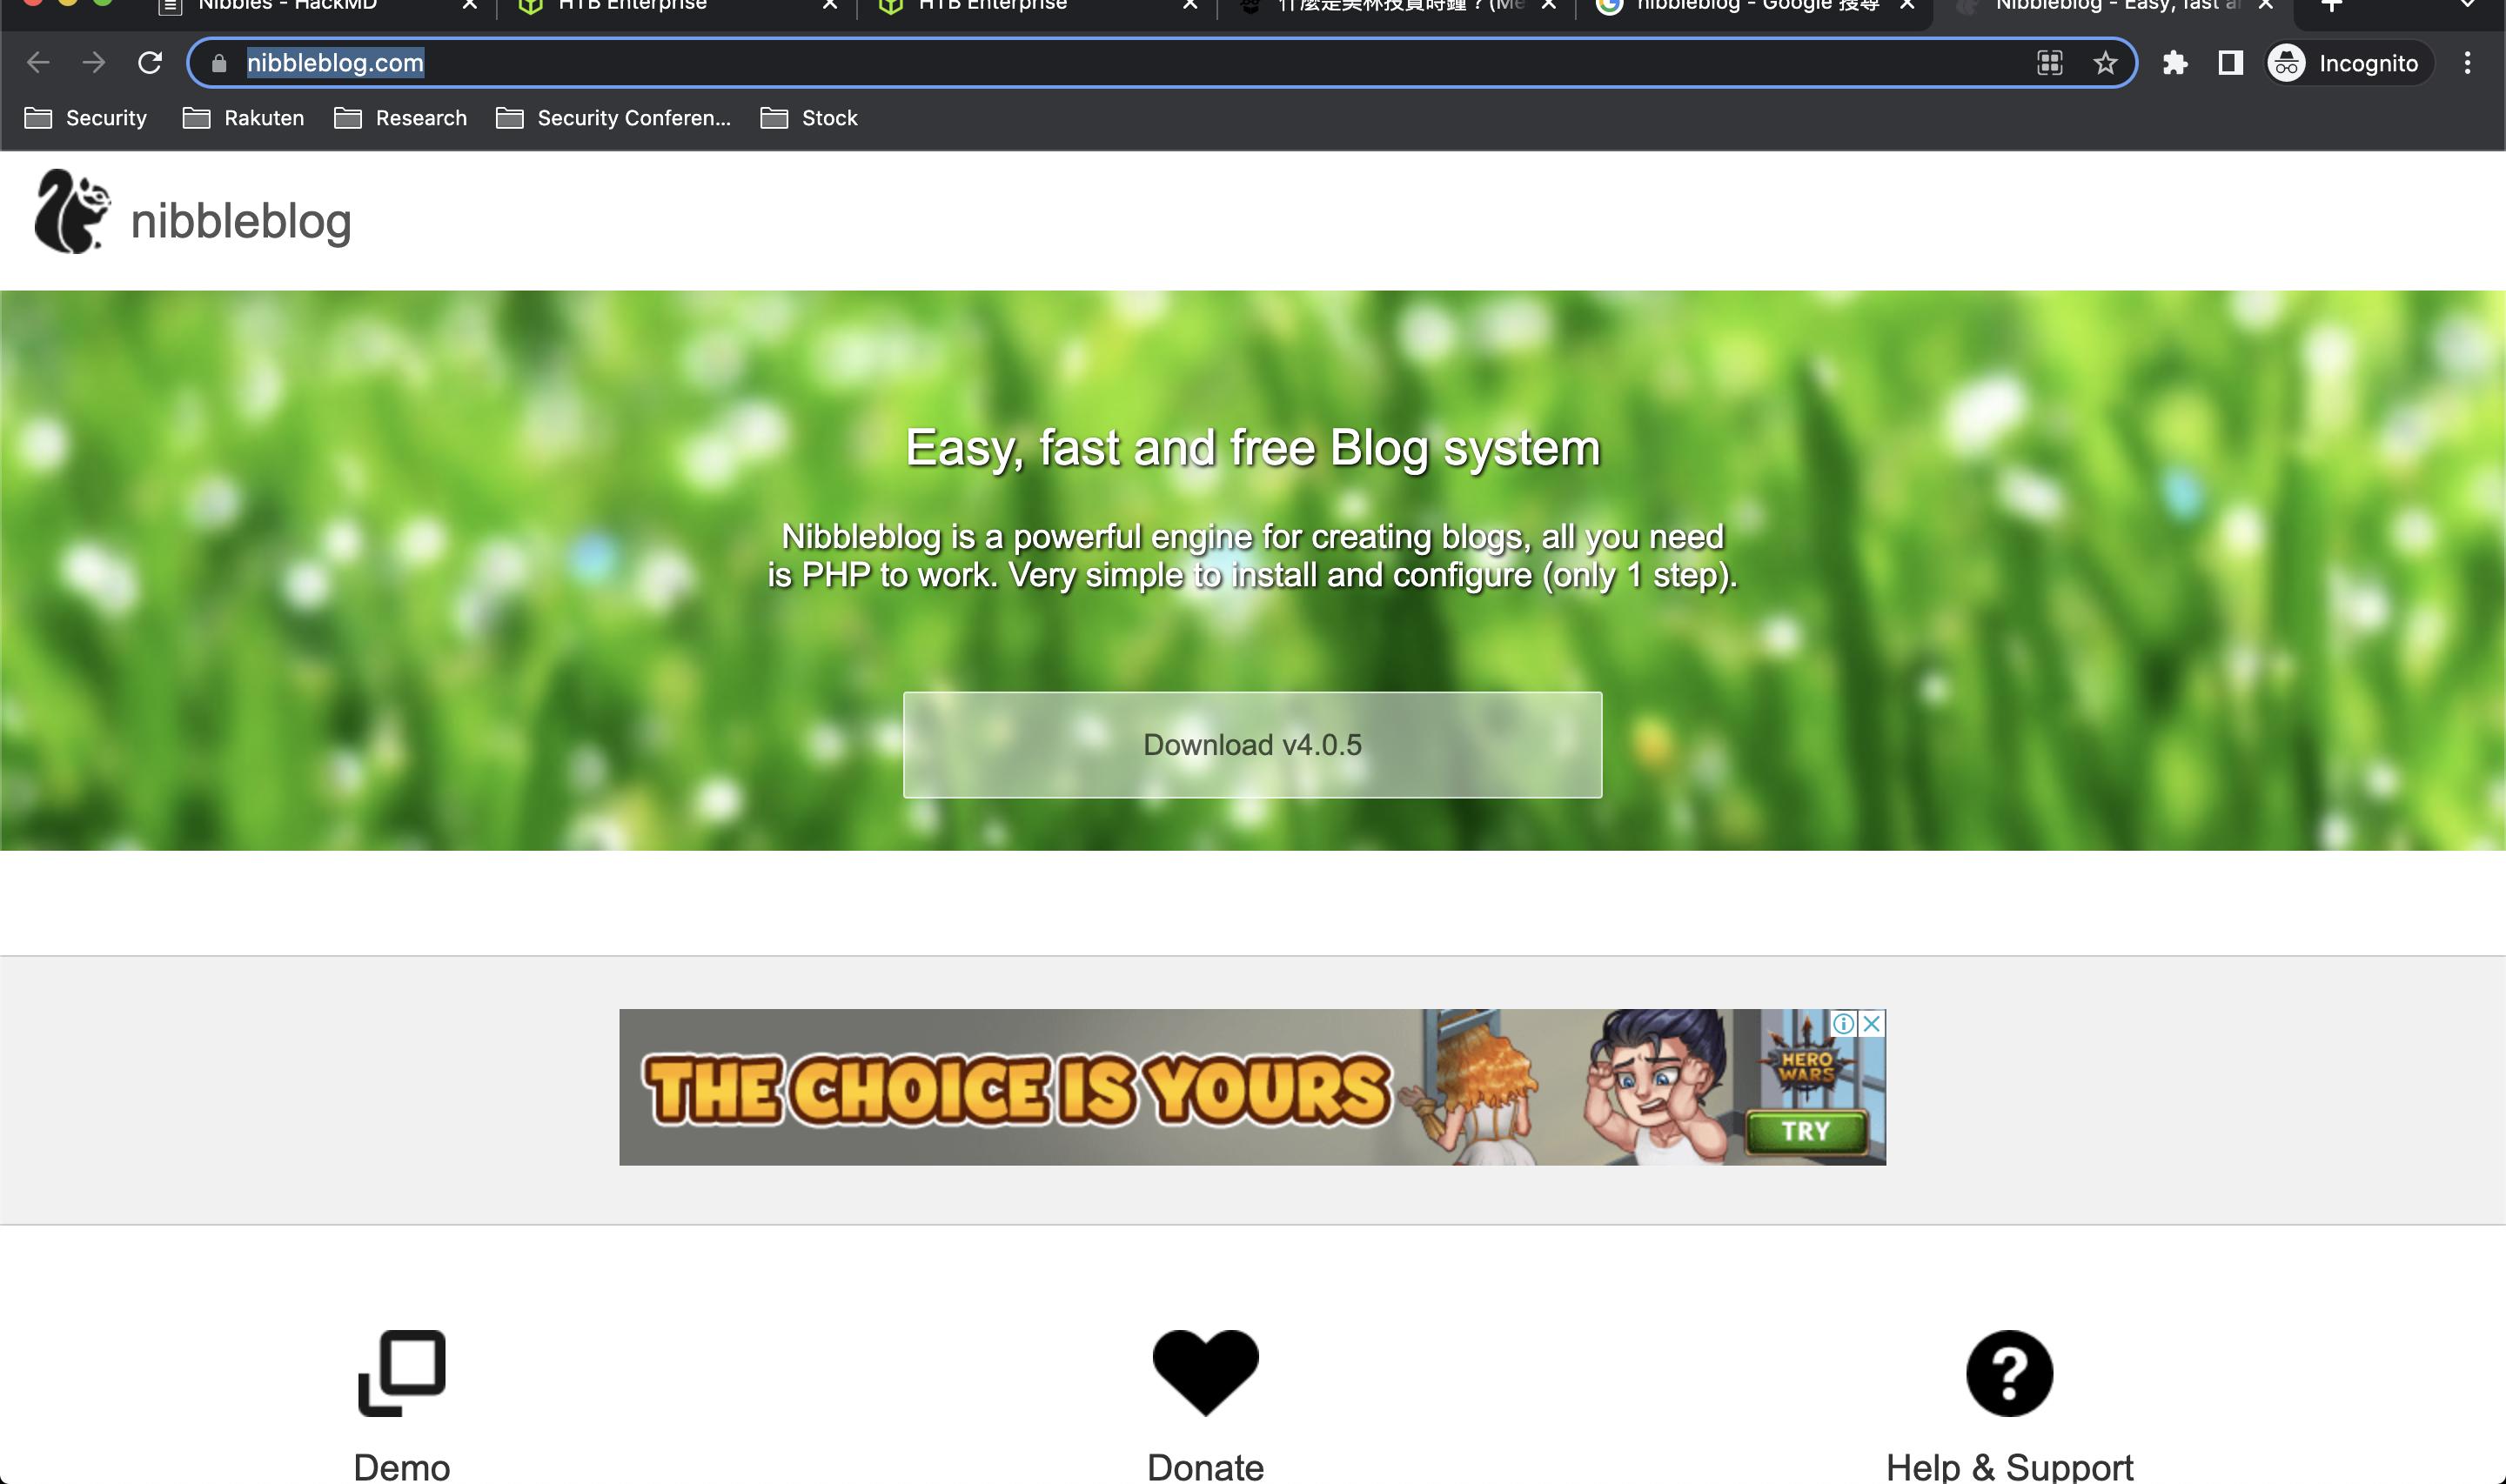 Nibbles - HackMD
HTB Enterprise
HTB Enterprise
什麼是美林投資時鐘？(Me
nibbleblog - Google 搜尋
Nibbleblog - Easy, fast a
nibbleblog.com
Incognito
Security
Rakuten
Research
Security Conferen...
Stock
nibbleblog
Easy, fast and free Blog system
Nibbleblog is a powerful engine for creating blogs, all you need
is PHP to work. Very simple to install and configure (only 1 step).
Download v4.0.5
THE CHOICE IS YOURS
HERO
WARS
TRY
Demo
Donate
Help & Support